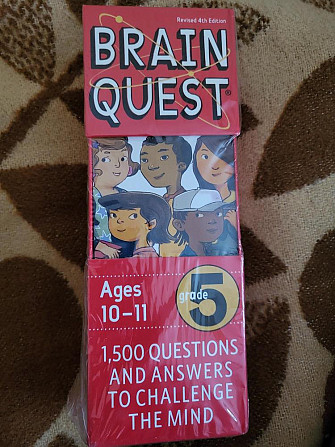 Revised 4th Edition
BRAIN
QUEST®
Ages
10–11
grade
5
1,500 QUESTIONS
AND ANSWERS
TO CHALLENGE
THE MIND